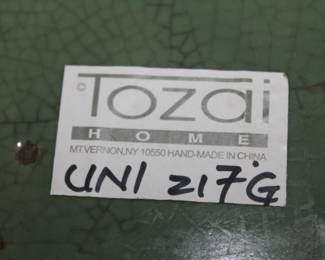 © Tozai
HOME
MT.VERNON,NY 10550 HAND-MADE IN CHINA
UNI 217G